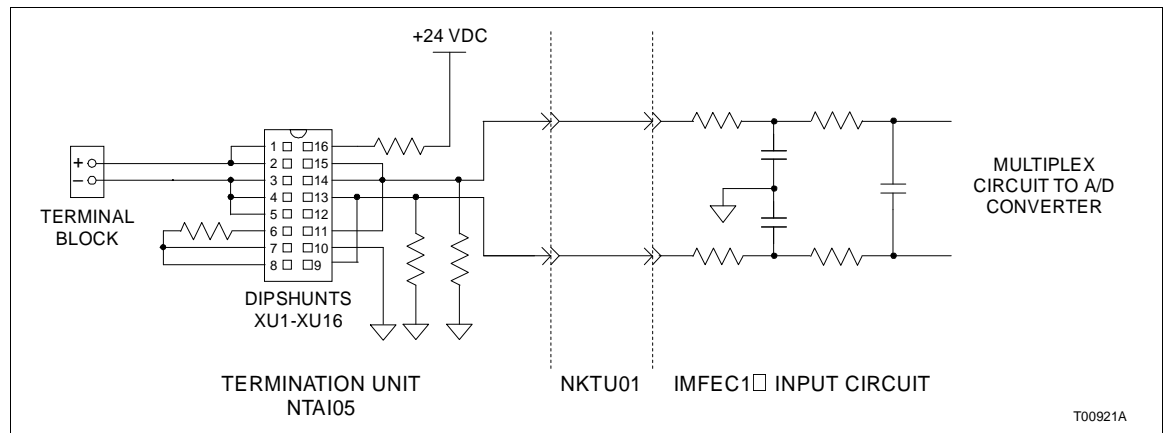 +24 VDC
1 16
2 15
3 14
4 13
5 12
6 11
7 10
8 9
+
–
TERMINAL
BLOCK
DIPSHUNTS
XU1-XU16
MULTIPLEX
CIRCUIT TO A/D
CONVERTER
TERMINATION UNIT
NTAI05
NKTU01
IMFEC1□ INPUT CIRCUIT
T00921A